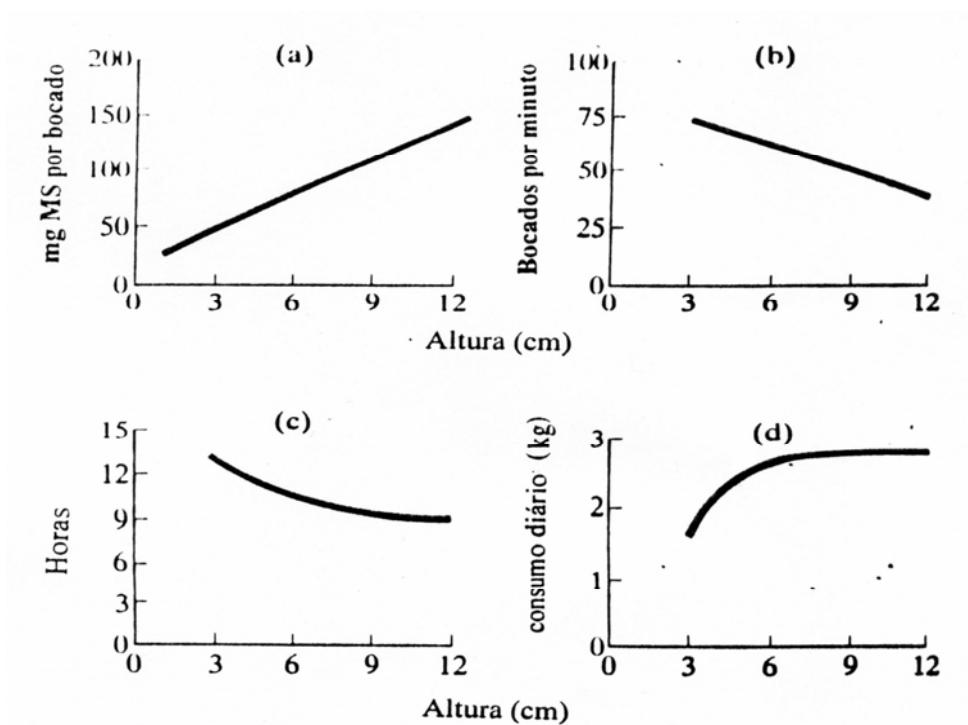 (a)
mg MS por bocado
200
150
100
50
0
0 3 6 9 12
(b)
Bocados por minuto
100
75
50
25
0
0 3 6 9 12
Altura (cm)
(c)
Horas
15
12
9
6
3
0
0 3 6 9 12
(d)
consumo diário (kg)
3
2
1
0
0 3 6 9 12
Altura (cm)